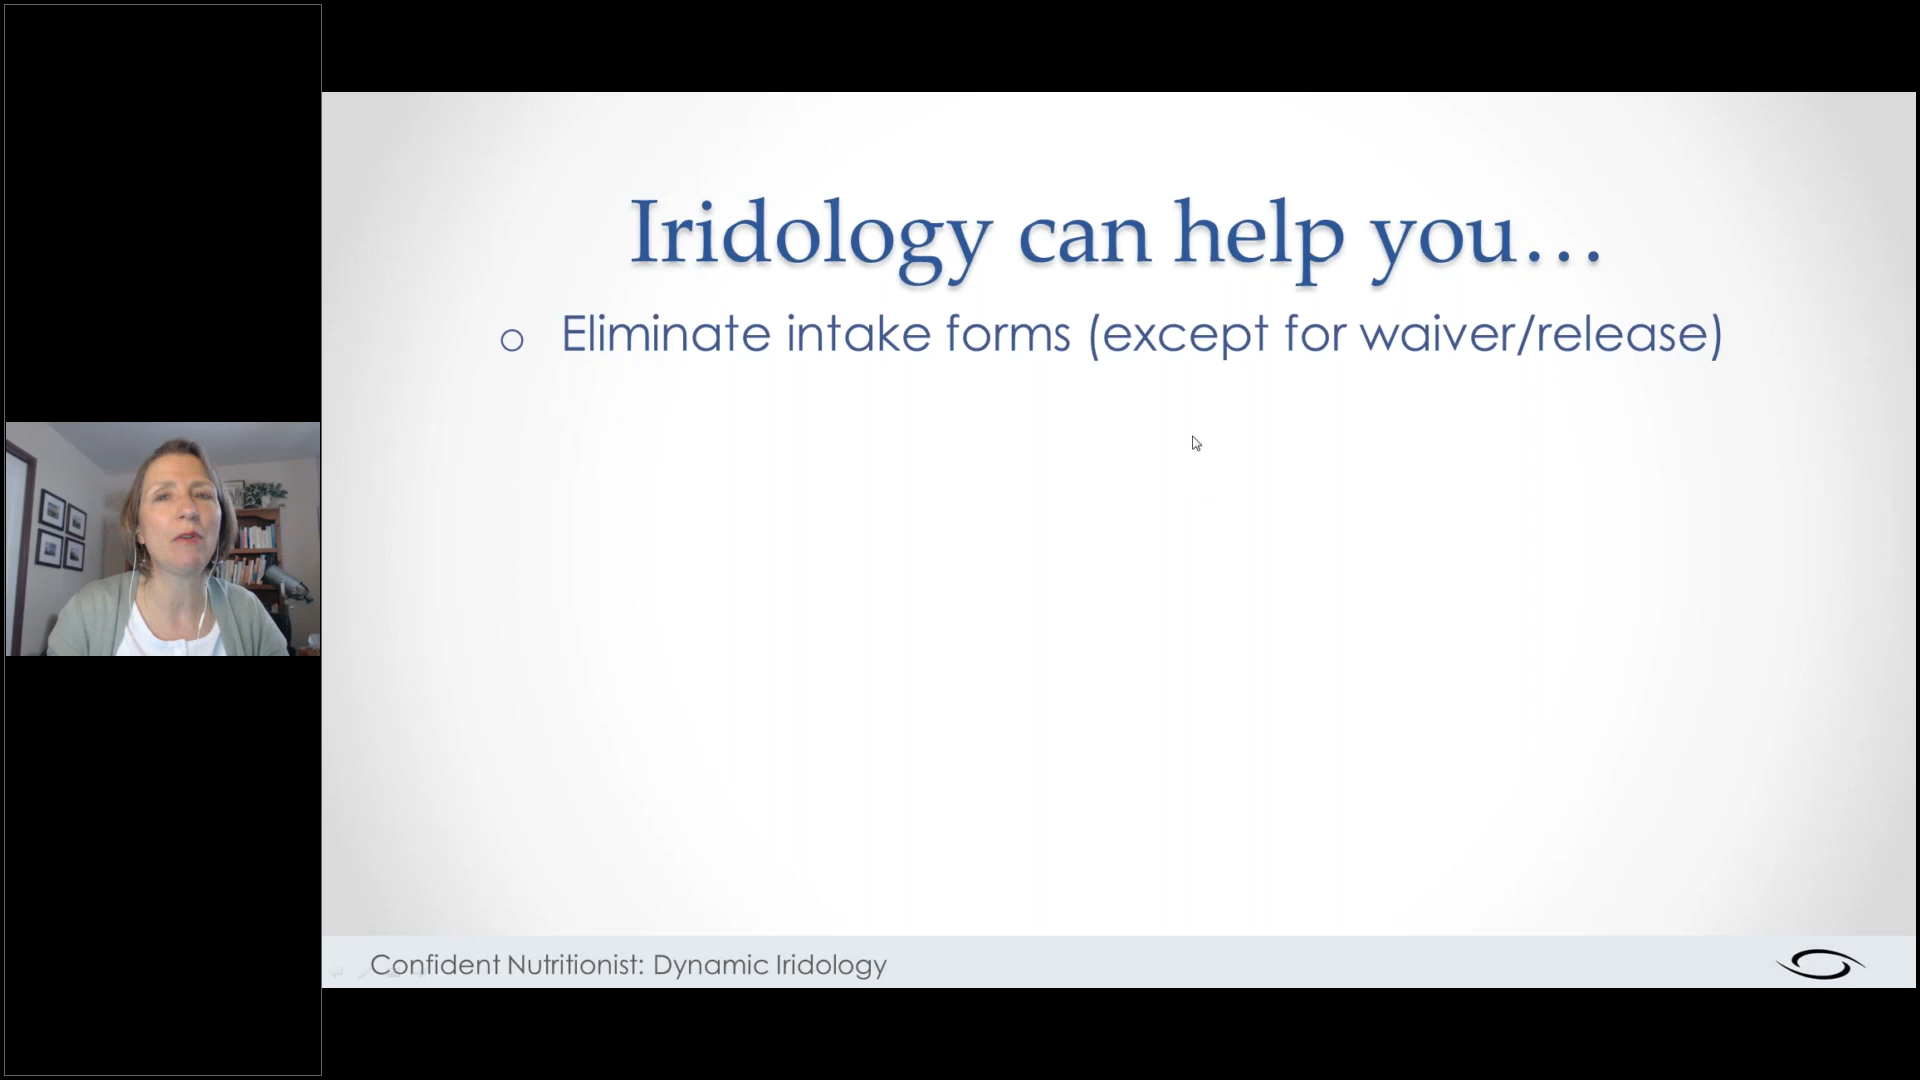 Iridology can help you…
o Eliminate intake forms (except for waiver/release)
Confident Nutritionist: Dynamic Iridology